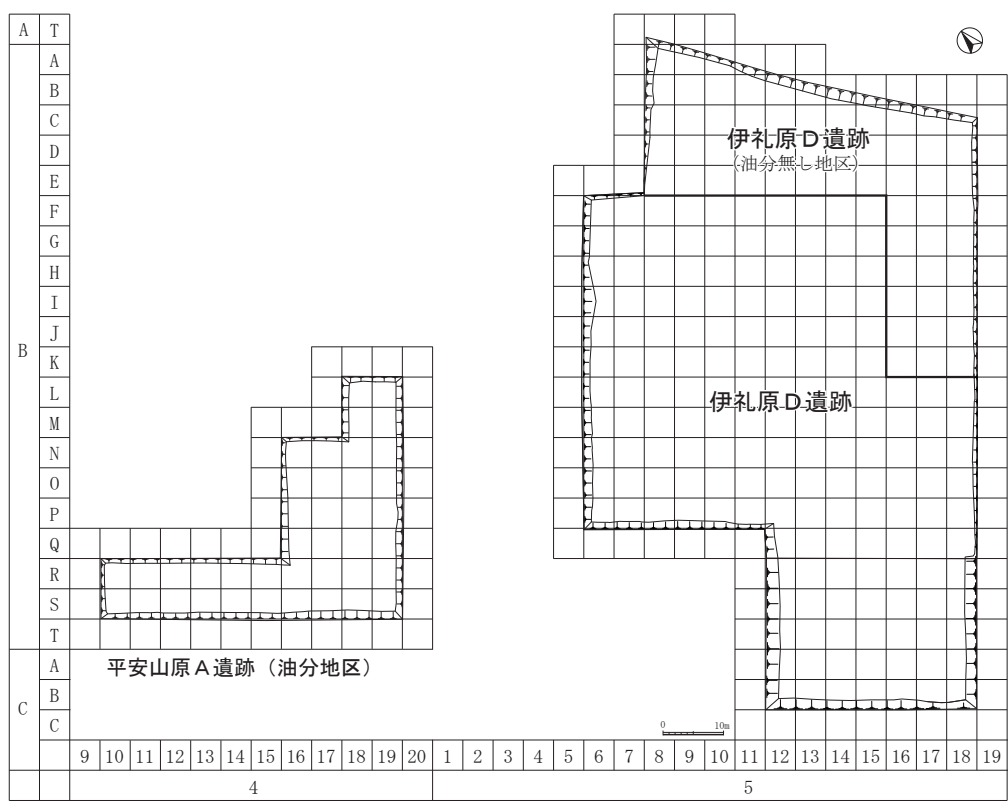 A T
A
B
C
D
E
F
G
H
I
J
B K
L
M
N
O
P
Q
R
S
T
A
C B
C
伊礼原D遺跡
(油分無し地区)
伊礼原D遺跡
平安山原A遺跡（油分地区）
0 10m
9 10 11 12 13 14 15 16 17 18 19 20 1 2 3 4 5 6 7 8 9 10 11 12 13 14 15 16 17 18 19
4 5